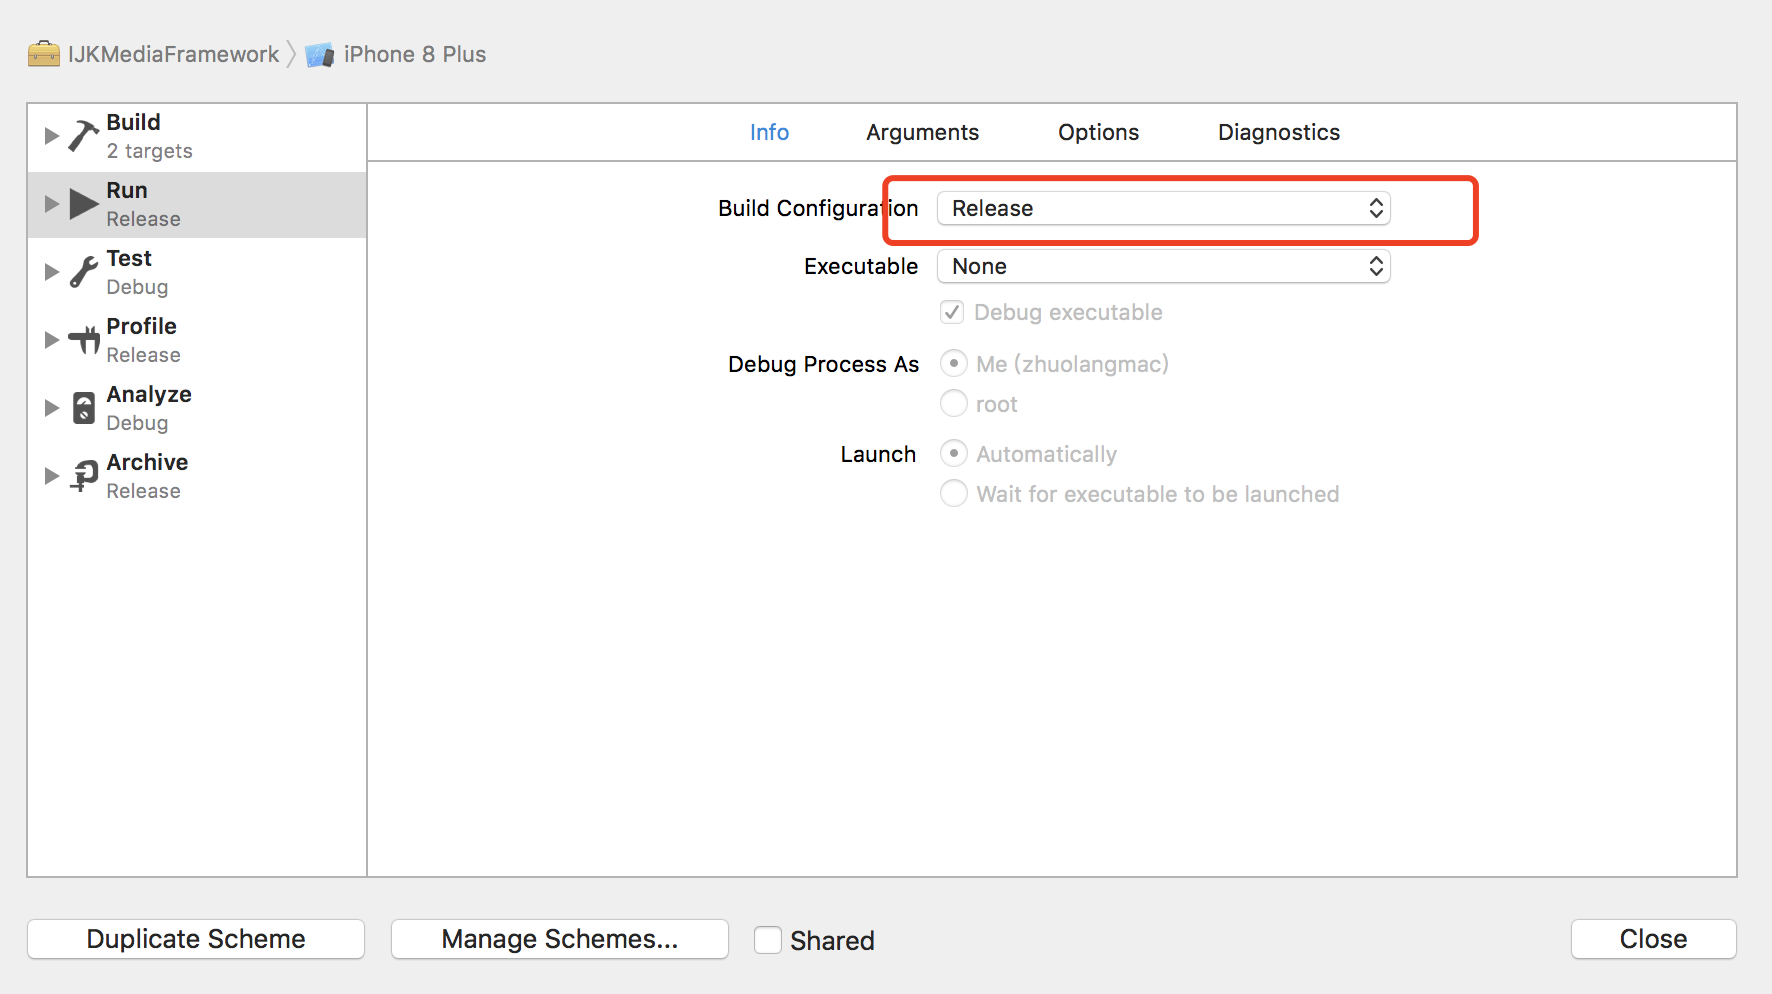 IJKMediaFramework iPhone 8 Plus
Build
2 targets
Run
Release
Test
Debug
Profile
Release
Analyze
Debug
Archive
Release
Info Arguments Options Diagnostics
Build Configuration Release
Executable None
Debug executable
Debug Process As Me (zhuolangmac)
root
Launch Automatically
Wait for executable to be launched
Duplicate Scheme Manage Schemes... Shared Close